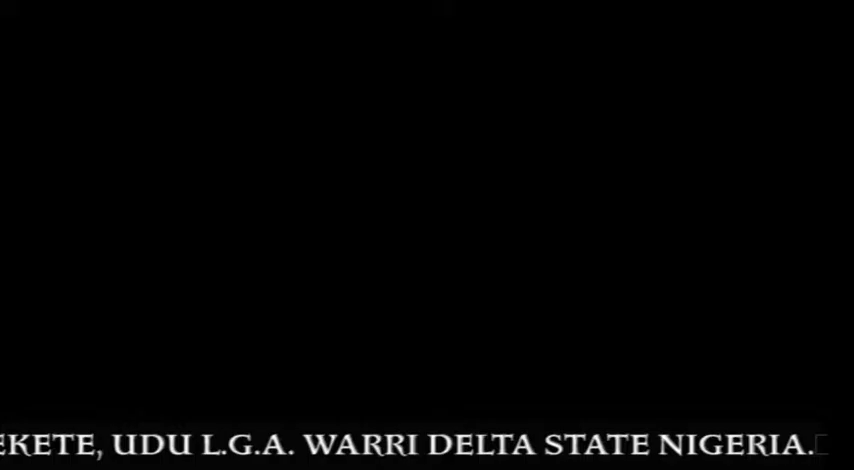 EKETE, UDU L.G.A. WARRI DELTA STATE NIGERIA.